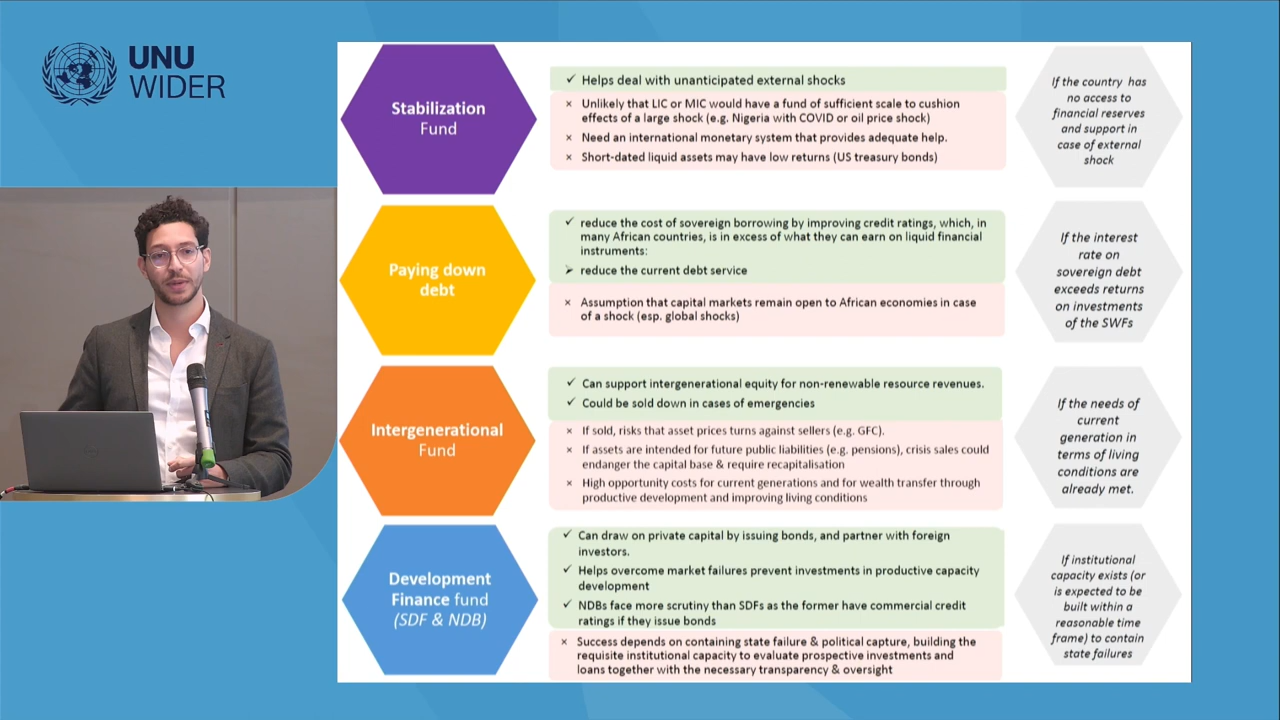 UNU
WIDER
Stabilization
Fund
✓ Helps deal with unanticipated external shocks
× Unlikely that LIC or MIC would have a fund of sufficient scale to cushion
effects of a large shock (e.g. Nigeria with COVID or oil price shock)
× Need an international monetary system that provides adequate help.
× Short-dated liquid assets may have low returns (US treasury bonds)
If the country has
no access to
financial reserves
and support in
case of external
shock
Paying down
debt
✓ reduce the cost of sovereign borrowing by improving credit ratings, which, in
many African countries, is in excess of what they can earn on liquid financial
instruments:
➢ reduce the current debt service
× Assumption that capital markets remain open to African economies in case
of a shock (esp. global shocks)
If the interest
rate on
sovereign debt
exceeds returns
on investments
of the SWFs
Intergenerational
Fund
✓ Can support intergenerational equity for non-renewable resource revenues.
✓ Could be sold down in cases of emergencies
× If sold, risks that asset prices turns against sellers (e.g. GFC).
× If assets are intended for future public liabilities (e.g. pensions), crisis sales could
endanger the capital base & require recapitalisation
× High opportunity costs for current generations and for wealth transfer through
productive development and improving living conditions
If the needs of
current
generation in
terms of living
conditions are
already met.
Development
Finance fund
(SDF & NDB)
✓ Can draw on private capital by issuing bonds, and partner with foreign
investors.
✓ Helps overcome market failures prevent investments in productive capacity
development
✓ NDBs face more scrutiny than SDFs as the former have commercial credit
ratings if they issue bonds
× Success depends on containing state failure & political capture, building the
requisite institutional capacity to evaluate prospective investments and
loans together with the necessary transparency & oversight
If institutional
capacity exists (or
is expected to be
built within a
reasonable time
frame) to contain
state failures